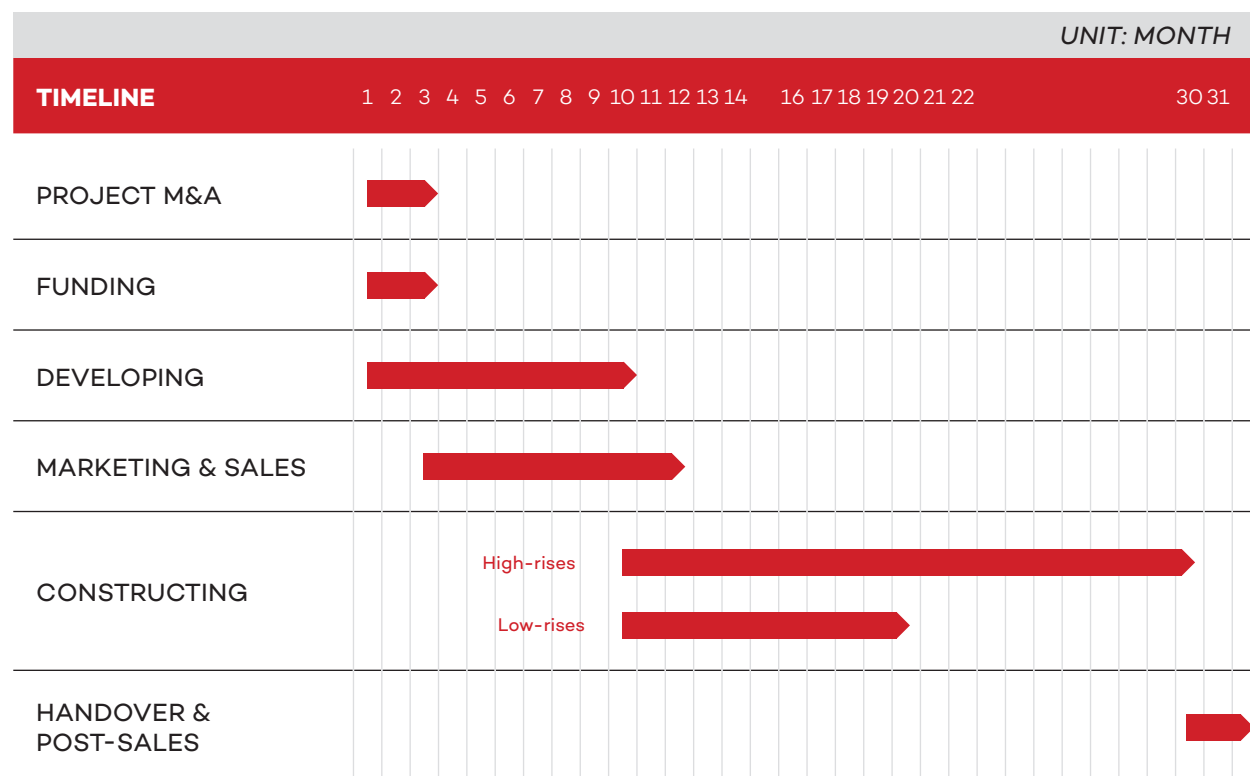 UNIT: MONTH
TIMELINE 1 2 3 4 5 6 7 8 9 10 11 12 13 14 16 17 18 19 20 21 22 30 31
PROJECT M&A
FUNDING
DEVELOPING
MARKETING & SALES
High-rises
CONSTRUCTING
Low-rises
HANDOVER &
POST-SALES